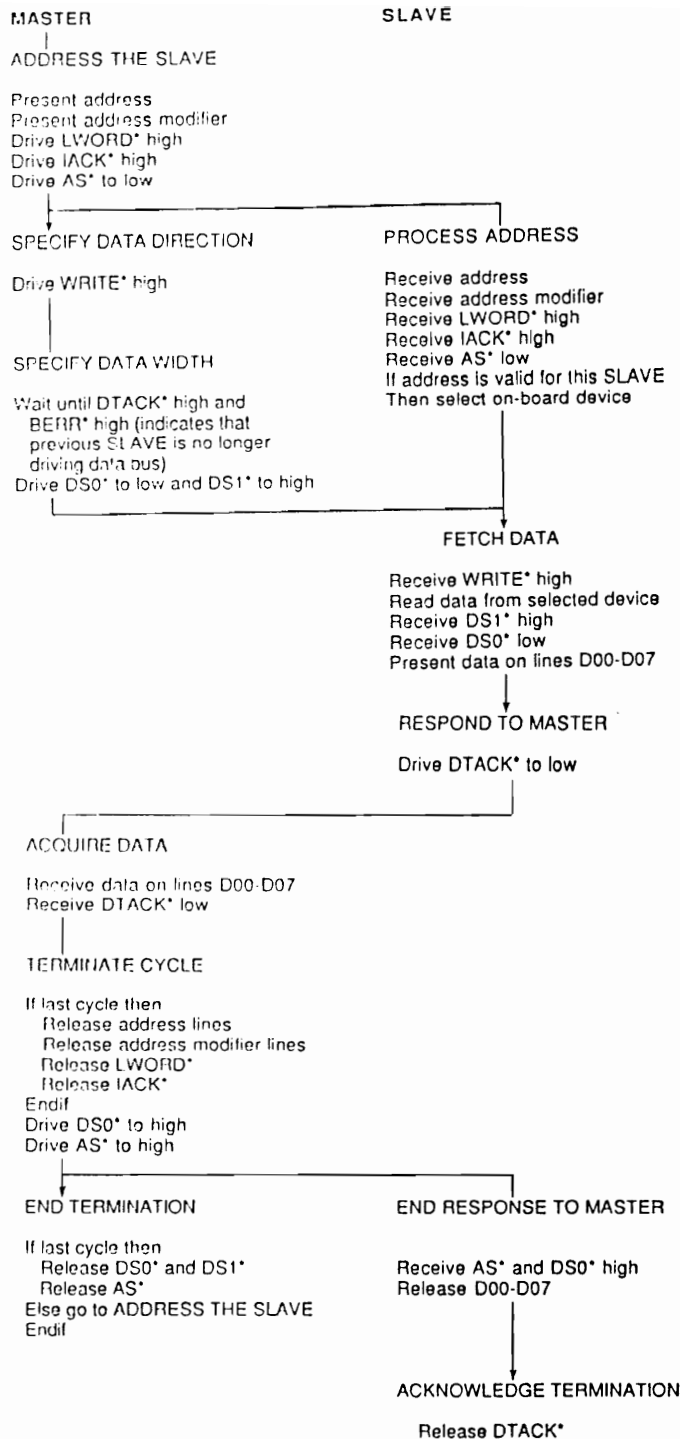 MASTER
SLAVE
ADDRESS THE SLAVE
Present address
Present address modifier
Drive LWORD* high
Drive IACK* high
Drive AS* to low
SPECIFY DATA DIRECTION
Drive WRITE* high
SPECIFY DATA WIDTH
Wait until DTACK* high and
BERR* high (indicates that
previous SLAVE is no longer
driving data bus)
Drive DS0* to low and DS1* to high
PROCESS ADDRESS
Receive address
Receive address modifier
Receive LWORD* high
Receive IACK* high
Receive AS* low
If address is valid for this SLAVE
Then select on-board device
FETCH DATA
Receive WRITE* high
Read data from selected device
Receive DS1* high
Receive DS0* low
Present data on lines D00-D07
RESPOND TO MASTER
Drive DTACK* to low
ACQUIRE DATA
Receive data on lines D00-D07
Receive DTACK* low
TERMINATE CYCLE
If last cycle then
Release address lines
Release address modifier lines
Release LWORD*
Release IACK*
Endif
Drive DS0* to high
Drive AS* to high
END TERMINATION
If last cycle then
Release DS0* and DS1*
Release AS*
Else go to ADDRESS THE SLAVE
Endif
END RESPONSE TO MASTER
Receive AS* and DS0* high
Release D00-D07
ACKNOWLEDGE TERMINATION
Release DTACK*